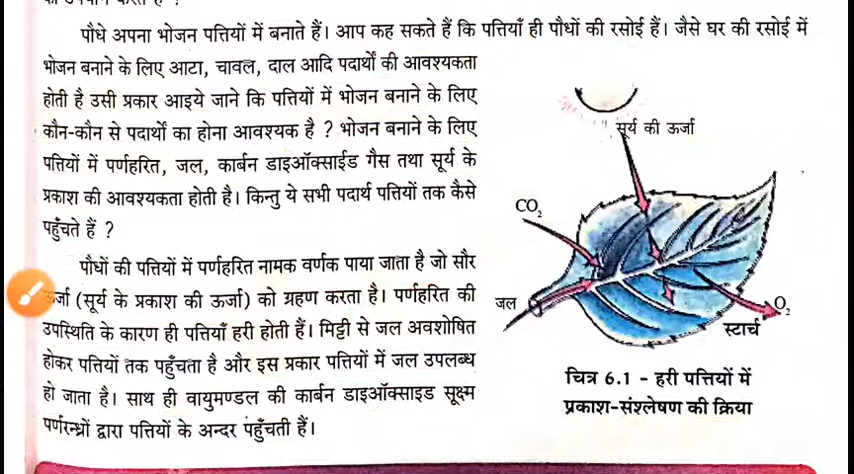 पौधे अपना भोजन पत्तियों में बनाते हैं। आप कह सकते हैं कि पत्तियाँ ही पौधों की रसोई हैं। जैसे घर की रसोई में
भोजन बनाने के लिए आटा, चावल, दाल आदि पदार्थों की आवश्यकता
होती है उसी प्रकार आइये जाने कि पत्तियों में भोजन बनाने के लिए
कौन-कौन से पदार्थों का होना आवश्यक है ? भोजन बनाने के लिए
पत्तियों में पर्णहरित, जल, कार्बन डाइऑक्साईड गैस तथा सूर्य के
प्रकाश की आवश्यकता होती है। किन्तु ये सभी पदार्थ पत्तियों तक कैसे
पहुँचते हैं ?
पौधों की पत्तियों में पर्णहरित नामक वर्णक पाया जाता है जो सौर
(सूर्य के प्रकाश की ऊर्जा) को ग्रहण करता है। पर्णहरित की
उपस्थिति के कारण ही पत्तियाँ हरी होती हैं। मिट्टी से जल अवशोषित
होकर पत्तियों तक पहुँचता है और इस प्रकार पत्तियों में जल उपलब्ध
हो जाता है। साथ ही वायुमण्डल की कार्बन डाइऑक्साइड सूक्ष्म
पर्णरन्ध्रों द्वारा पत्तियों के अन्दर पहुँचती हैं।
सूर्य की ऊर्जा
CO₂
जल
O₂
स्टार्च
चित्र 6.1 - हरी पत्तियों में
प्रकाश-संश्लेषण की क्रिया